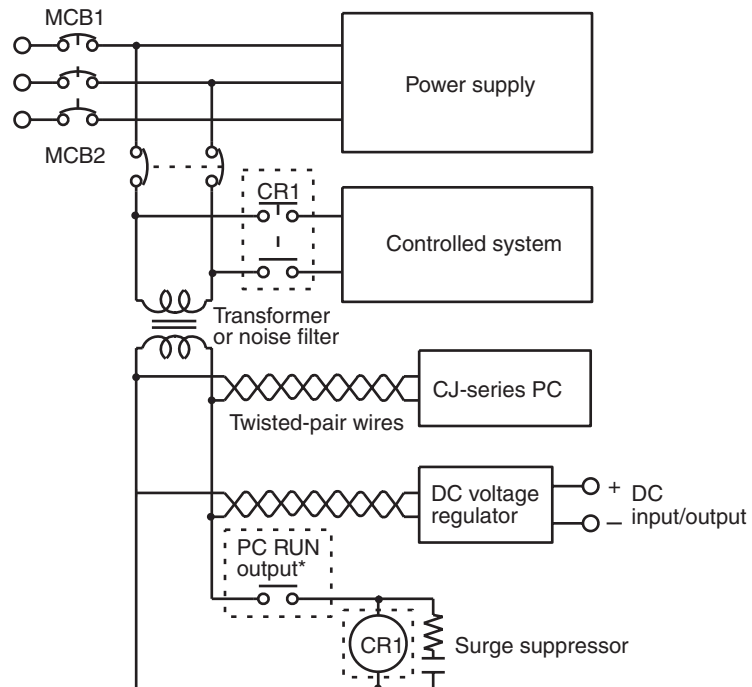 MCB1
Power supply
MCB2
CR1
Controlled system
Transformer
or noise filter
CJ-series PC
Twisted-pair wires
DC voltage
regulator
+
DC
input/output
–
PC RUN
output*
CR1
Surge suppressor